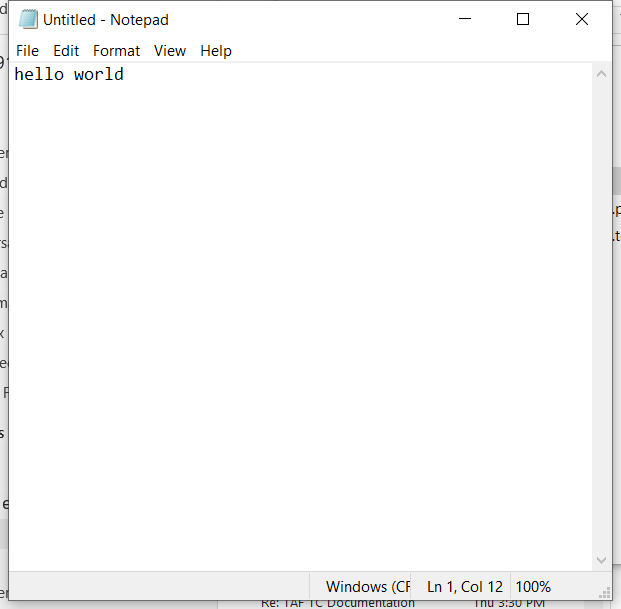 Untitled - Notepad
File Edit Format View Help
hello world
Windows (CF
Ln 1, Col 12
100%
Re: TAF TC Documentation
Thu 3:30 PM